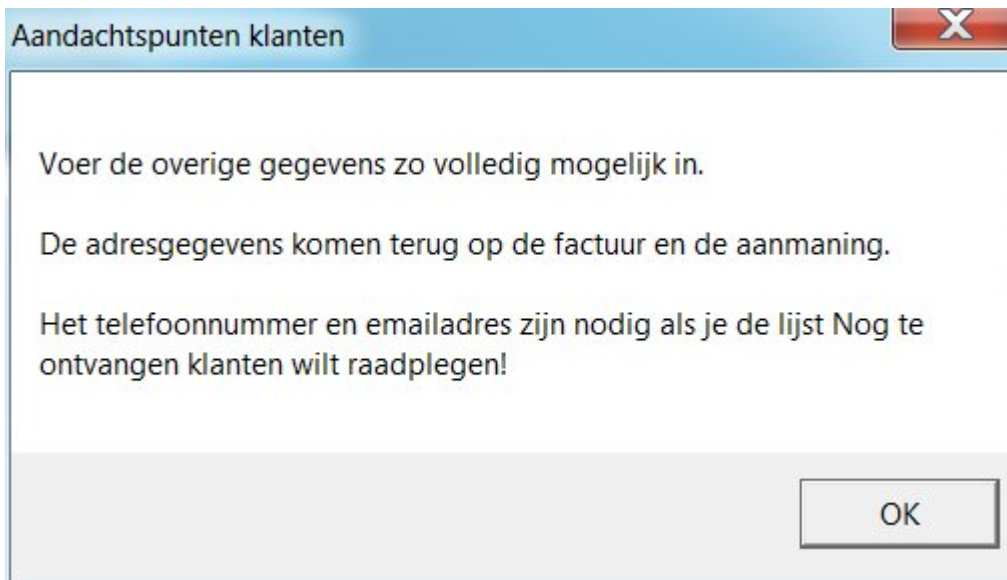 Aandachtspunten klanten
Voer de overige gegevens zo volledig mogelijk in.
De adresgegevens komen terug op de factuur en de aanmaning.
Het telefoonnummer en emailadres zijn nodig als je de lijst Nog te
ontvangen klanten wilt raadplegen!
OK